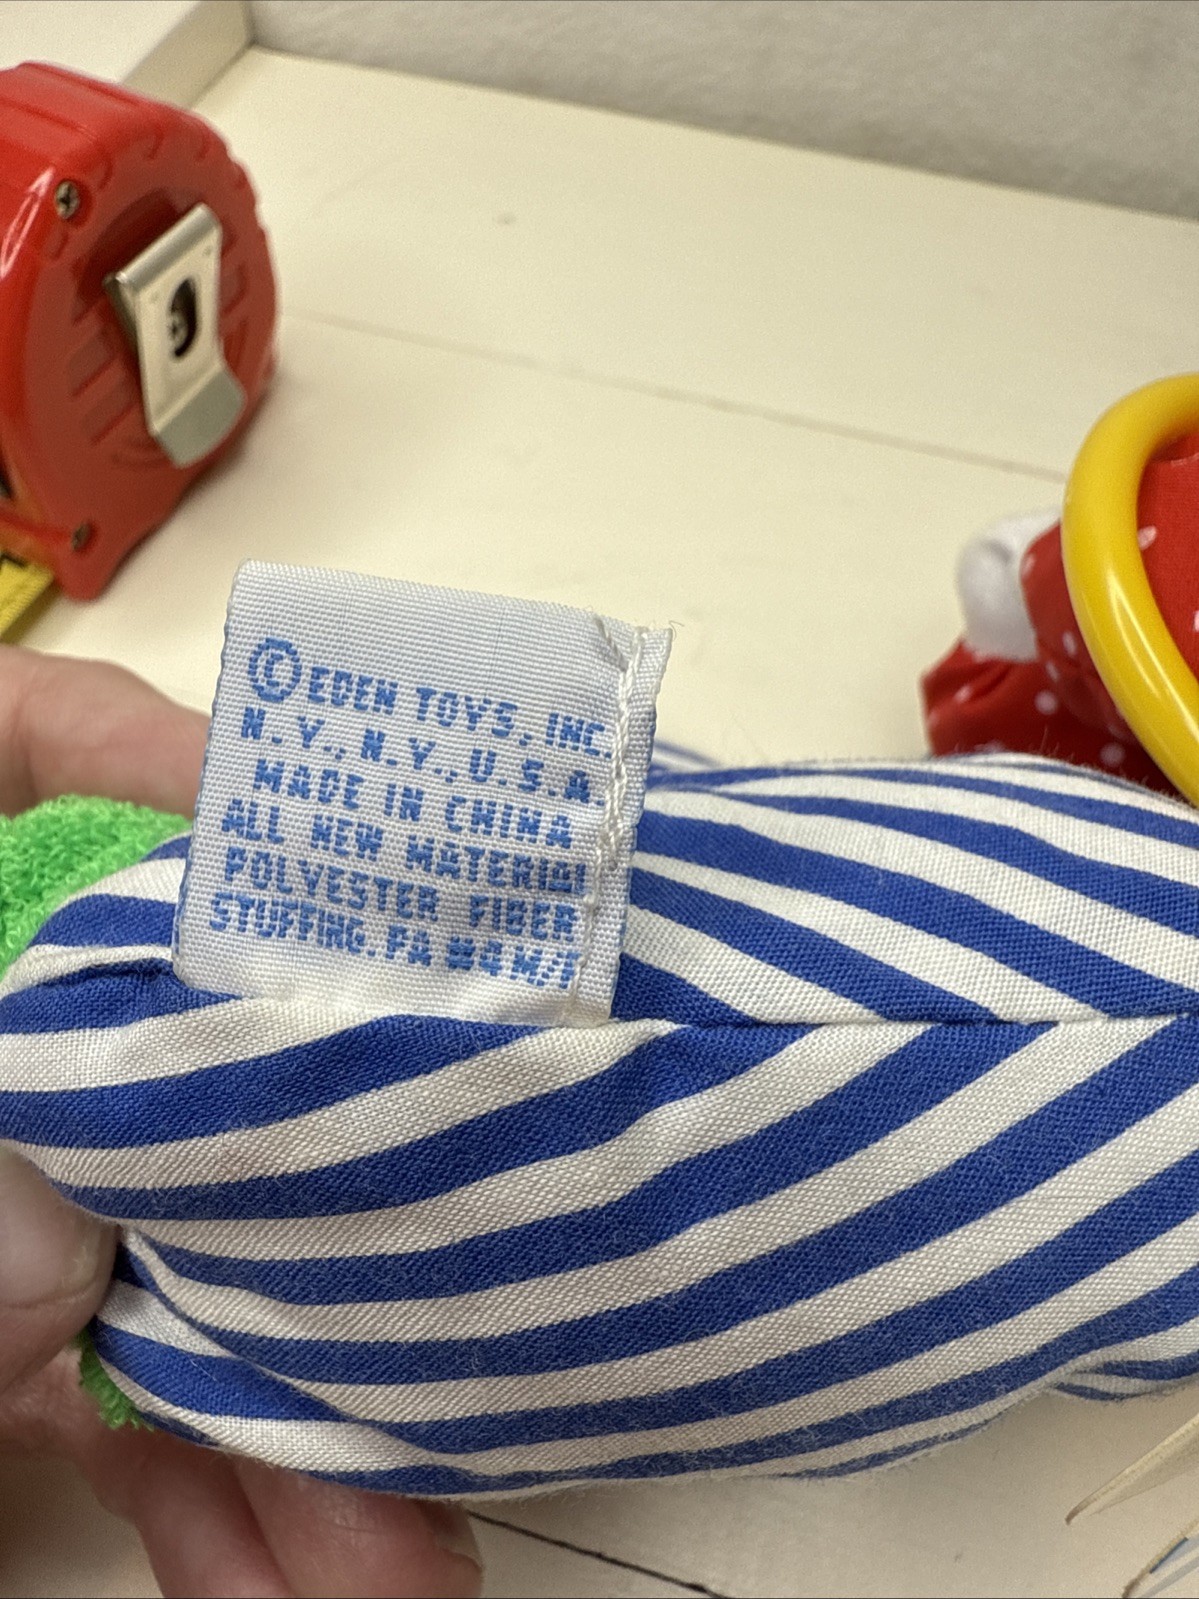 © EDEN TOYS, INC.
N.Y., N.Y., U.S.A.
MADE IN CHINA
ALL NEW MATERIAL
POLYESTER FIBER
STUFFING. PA #4M/F